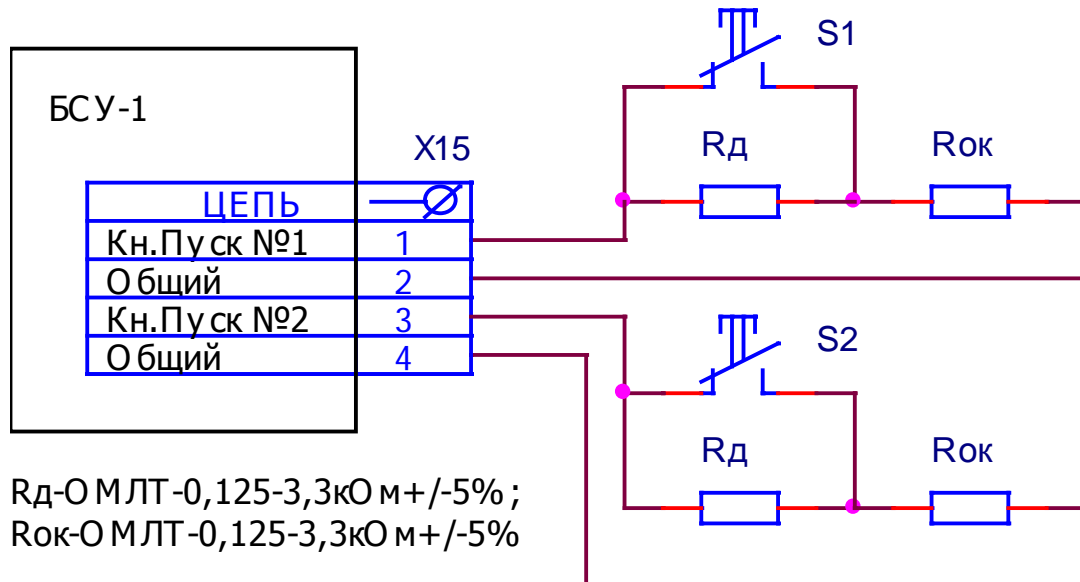 S1
БСУ-1
X15
Rд
Rок
ЦЕПЬ
Кн.Пуск №1 1
Общий 2
Кн.Пуск №2 3
Общий 4
S2
Rд
Rок
Rд-ОМЛТ-0,125-3,3кОм+/-5%;
Rок-ОМЛТ-0,125-3,3кОм+/-5%